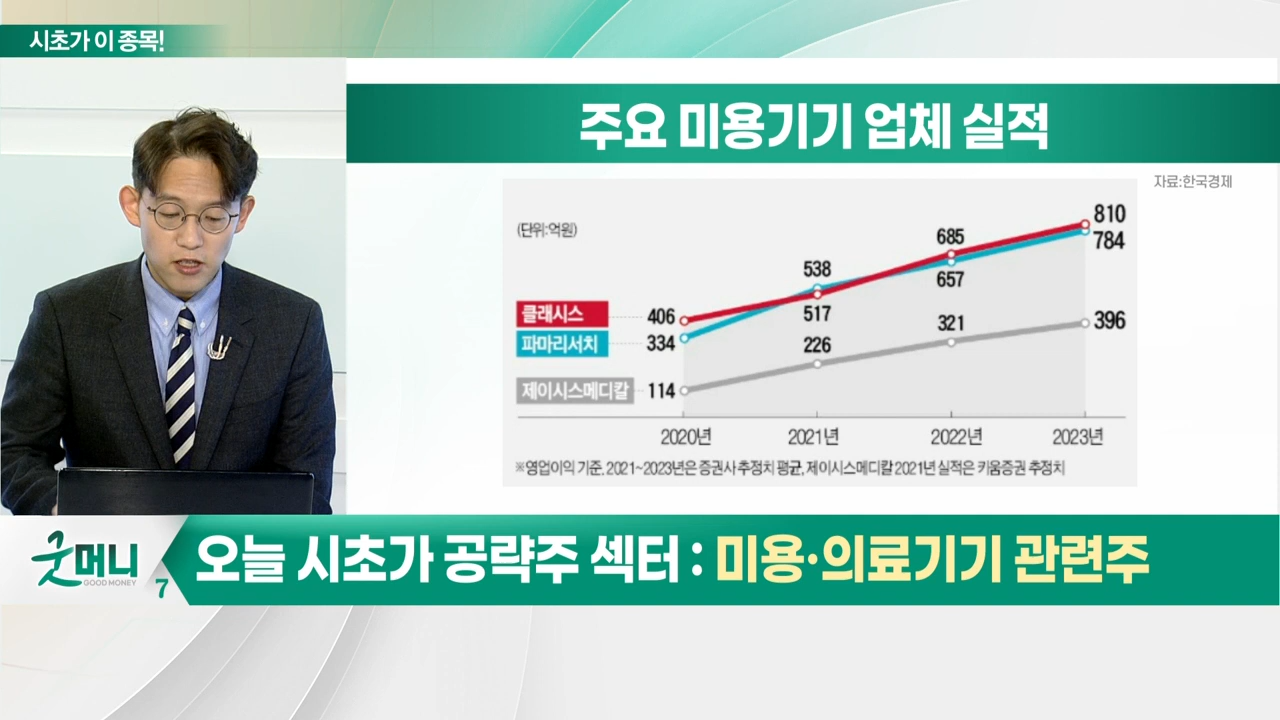 시초가 이 종목!
주요 미용기기 업체 실적
자료:한국경제
(단위:억원)
클래시스 406 517 685 810
파마리서치 334 538 657 784
제이시스메디칼 114 226 321 396
2020년 2021년 2022년 2023년
※영업이익 기준, 2021~2023년은 증권사 추정치 평균, 제이시스메디칼 2021년 실적은 키움증권 추정치
굿머니
GOOD MONEY
7
오늘 시초가 공략주 섹터 : 미용·의료기기 관련주